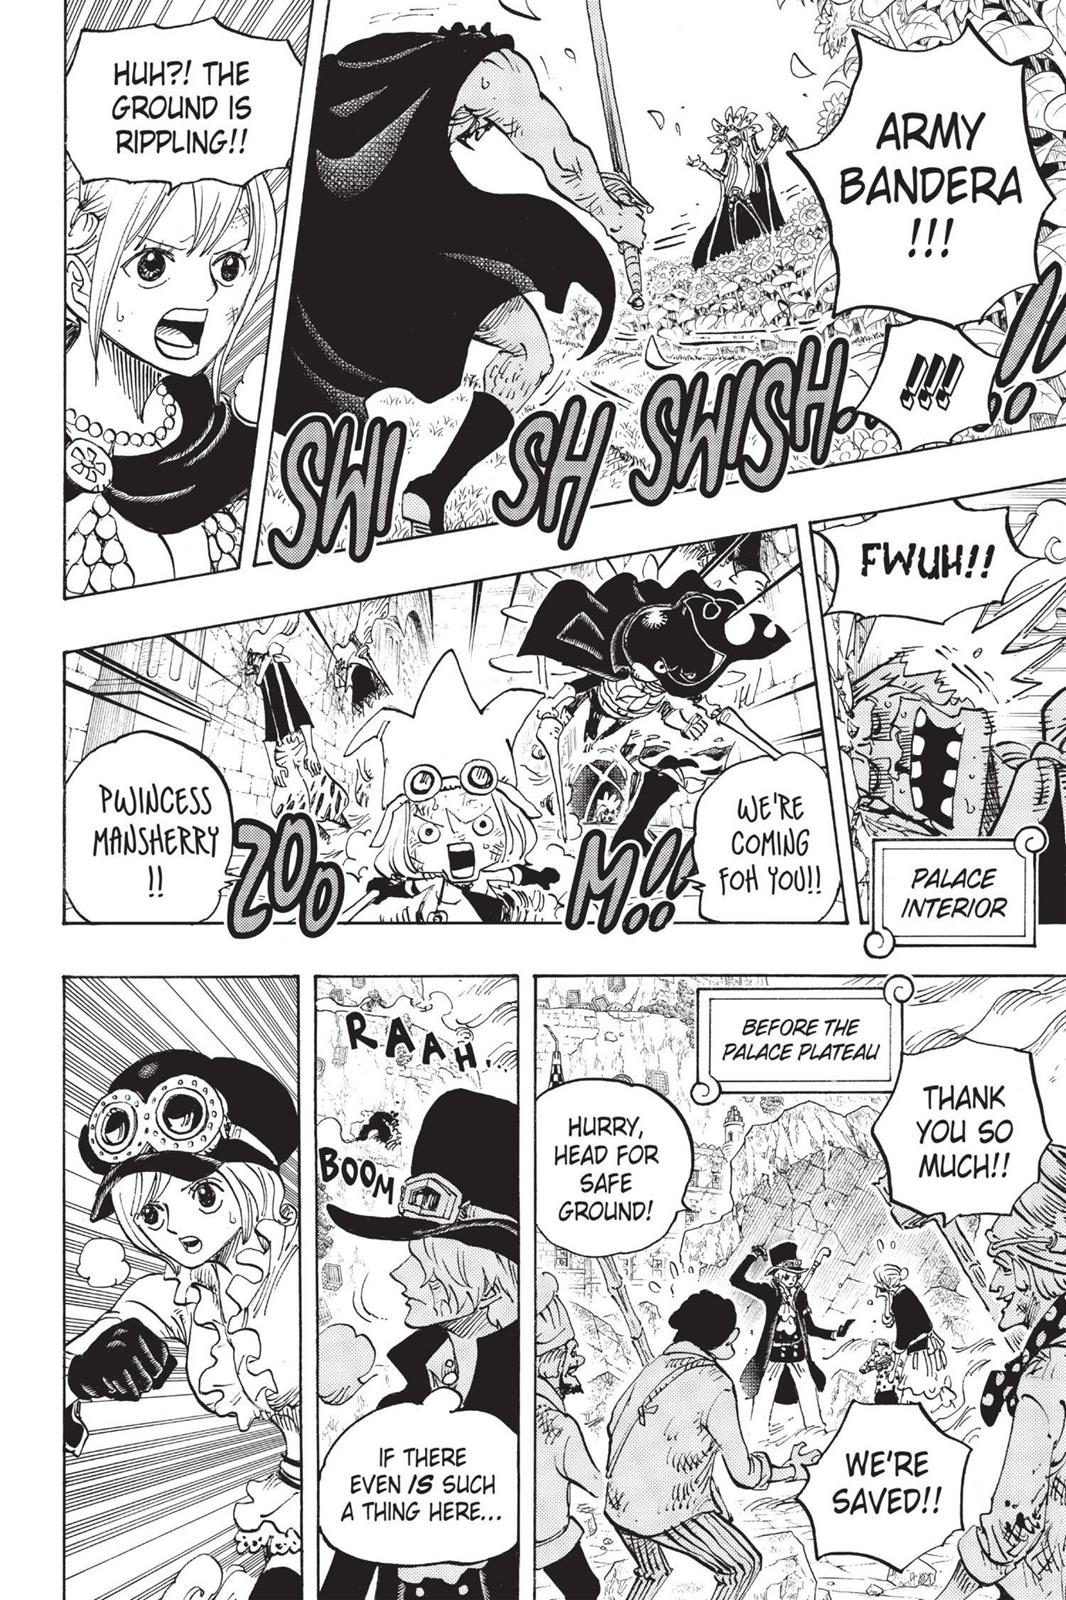 ARMY
BANDERA
!!!
!!!
SWISH SWISH.
HUH?! THE
GROUND IS
RIPPLING!!
FWUH!!
PALACE
INTERIOR
WE'RE
COMING
FOH YOU!!
ZOOM!!
PWINCESS
MANSHERRY
!!
BEFORE THE
PALACE PLATEAU
THANK
YOU SO
MUCH!!
HURRY,
HEAD FOR
SAFE
GROUND!
WE'RE
SAVED!!
RAAH.
BOOM
IF THERE
EVEN IS SUCH
A THING HERE...